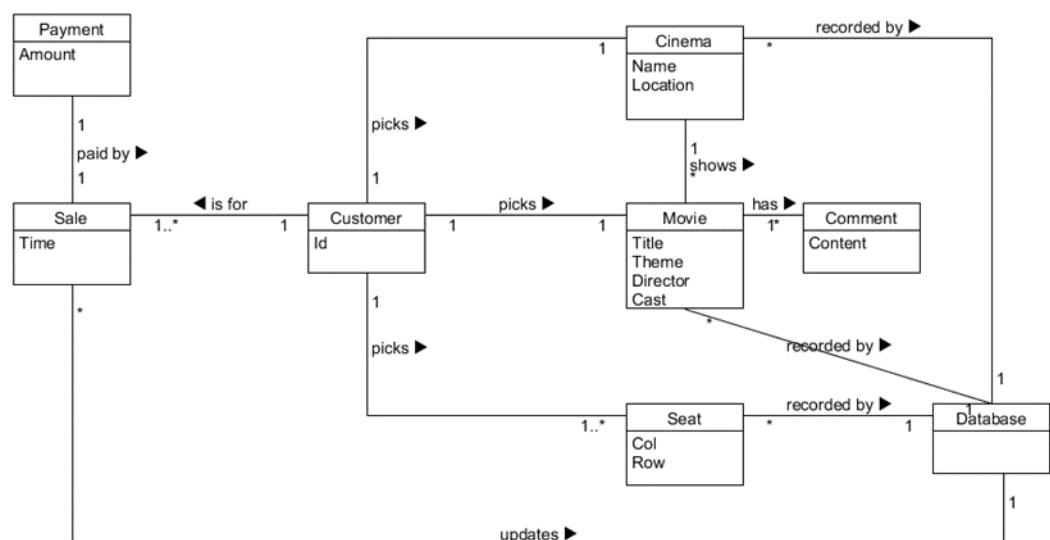 Payment
Amount
1
paid by ▶
1
Sale
Time
*
1..*
◀ is for
1
Customer
Id
1
picks ▶
1
Cinema
Name
Location
*
recorded by ▶
1
1
shows ▶
*
1
picks ▶
1
Movie
Title
Theme
Director
Cast
has ▶
1
*
Comment
Content
*
recorded by ▶
1
1
picks ▶
1..*
Seat
Col
Row
*
recorded by ▶
1
Database
1
updates ▶